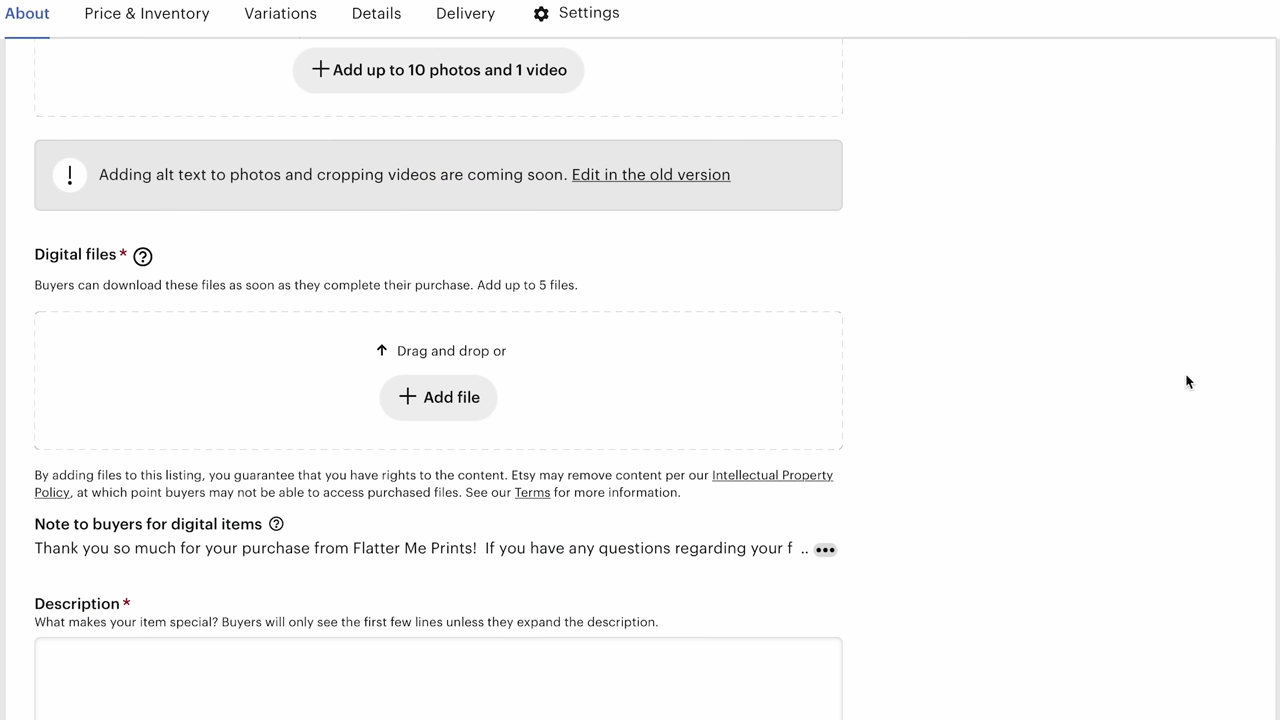 About Price & Inventory Variations Details Delivery Settings
Add up to 10 photos and 1 video
Adding alt text to photos and cropping videos are coming soon. Edit in the old version
Digital files *
Buyers can download these files as soon as they complete their purchase. Add up to 5 files.
Drag and drop or
Add file
By adding files to this listing, you guarantee that you have rights to the content. Etsy may remove content per our Intellectual Property
Policy, at which point buyers may not be able to access purchased files. See our Terms for more information.
Note to buyers for digital items
Thank you so much for your purchase from Flatter Me Prints! If you have any questions regarding your f ..
Description *
What makes your item special? Buyers will only see the first few lines unless they expand the description.